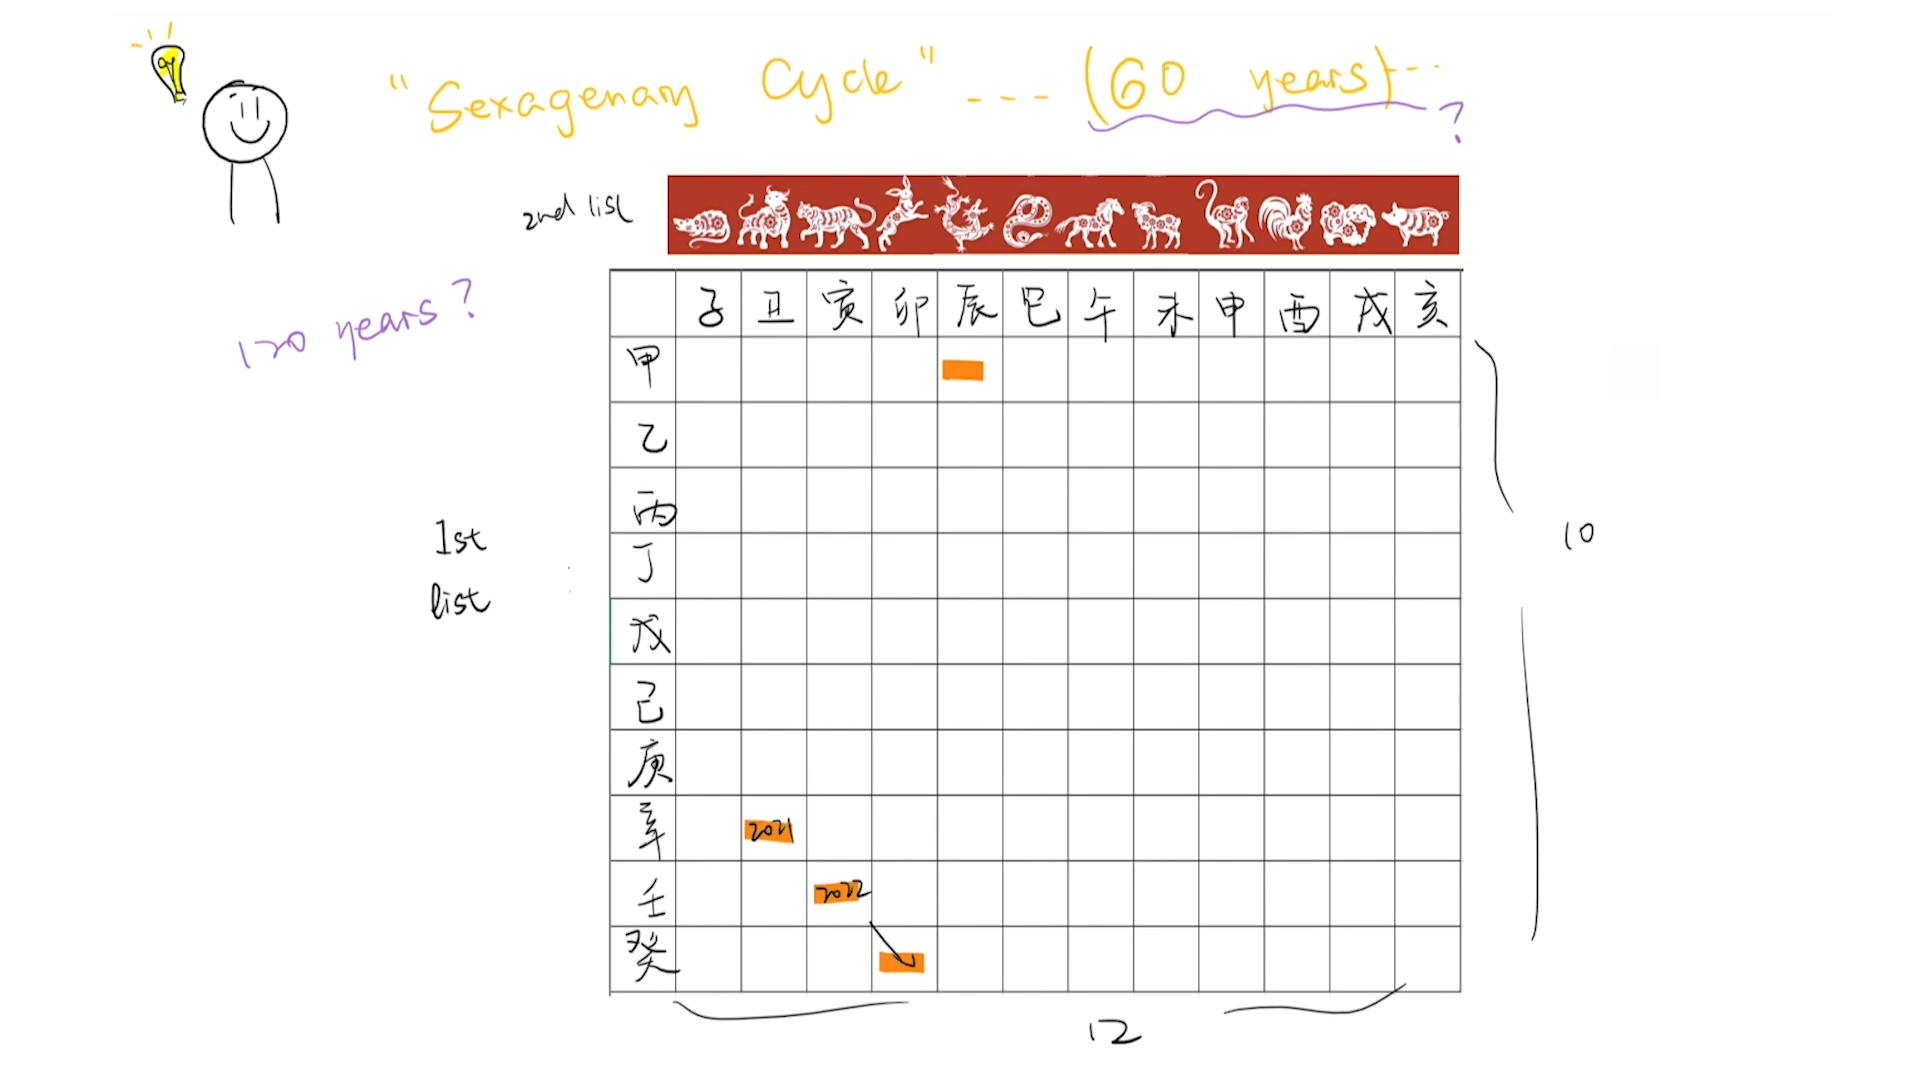 "Sexagenary Cycle" --- (60 years)---
?
2nd list
120 years?
子 丑 寅 卯 辰 巳 午 未 申 酉 戌 亥
甲
乙
丙
丁
1st
list
戊
己
庚
辛 2021
壬 2022
癸
10
12